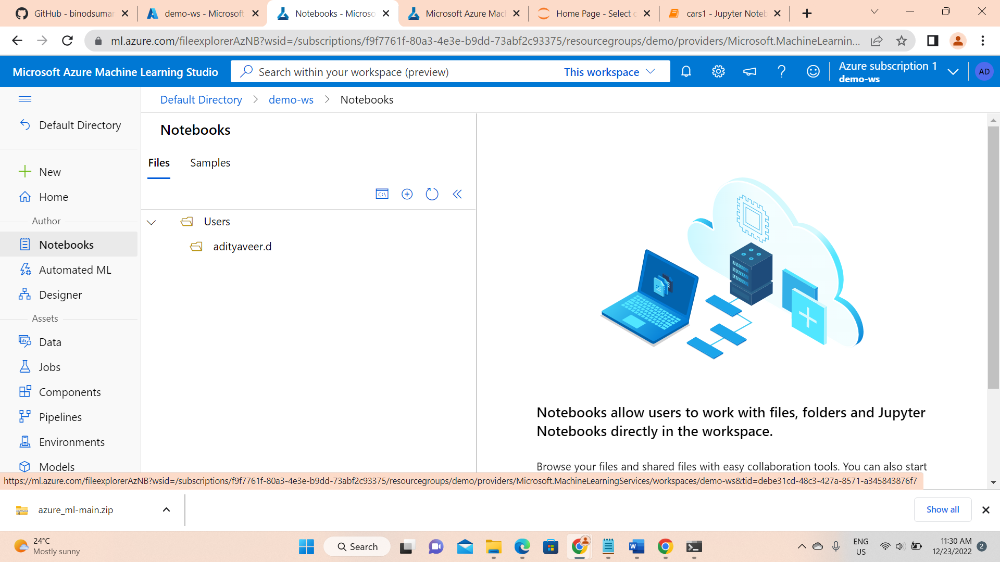 GitHub - binodsumar
demo-ws - Microsoft
Notebooks - Microso
Microsoft Azure Mac
Home Page - Select o
cars1 - Jupyter Noteb
ml.azure.com/fileexplorerAzNB?wsid=/subscriptions/f9f7761f-80a3-4e3e-b9dd-73abf2c93375/resourcegroups/demo/providers/Microsoft.MachineLearnin...
Microsoft Azure Machine Learning Studio
Search within your workspace (preview)
This workspace
Azure subscription 1
demo-ws
AD
Default Directory
demo-ws
Notebooks
Default Directory
New
Home
Author
Notebooks
Automated ML
Designer
Assets
Data
Jobs
Components
Pipelines
Environments
Models
Notebooks
Files
Samples
C:\
Users
adityaveer.d
Notebooks allow users to work with files, folders and Jupyter
Notebooks directly in the workspace.
Browse your files and shared files with easy collaboration tools. You can also start
https://ml.azure.com/fileexplorerAzNB?wsid=/subscriptions/f9f7761f-80a3-4e3e-b9dd-73abf2c93375/resourcegroups/demo/providers/Microsoft.MachineLearningServices/workspaces/demo-ws&tid=debe31cd-48c3-427a-8571-a345843876f7
azure_ml-main.zip
Show all
24°C
Mostly sunny
Search
W
ENG
US
11:30 AM
12/23/2022
2